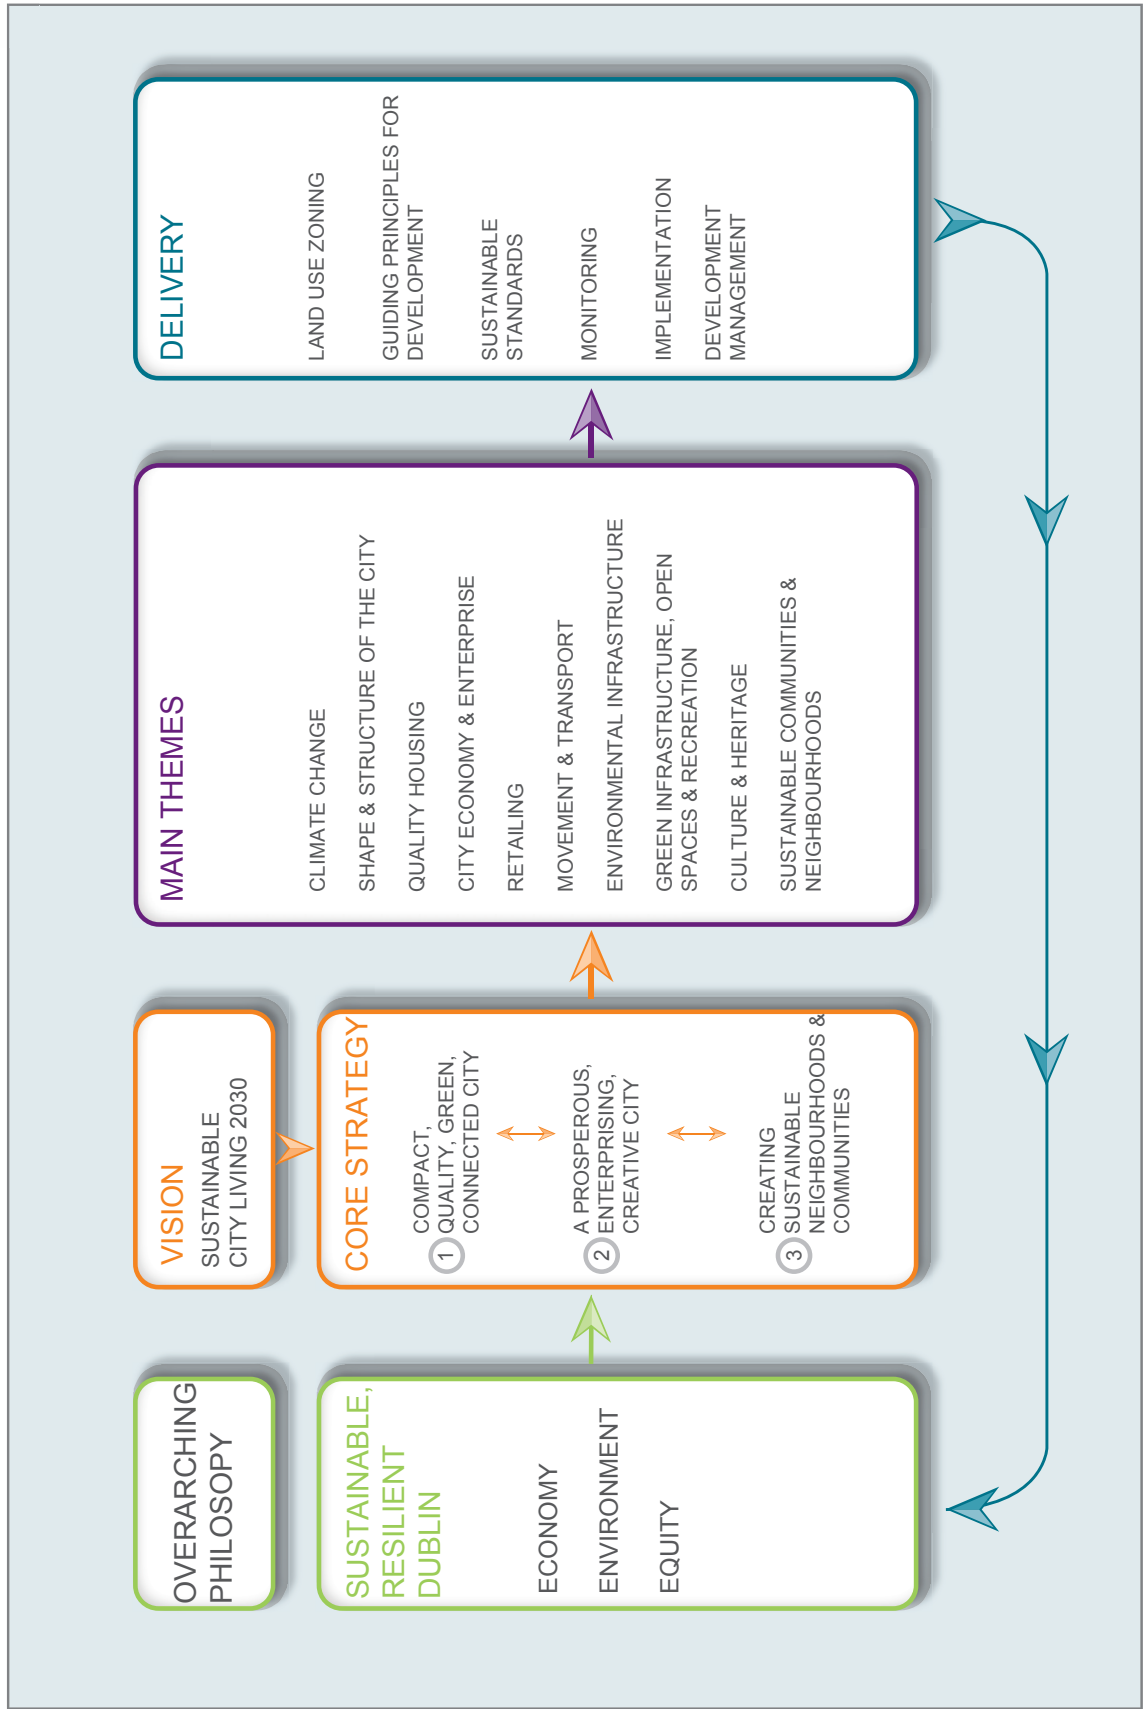 OVERARCHING
PHILOSOPY
SUSTAINABLE,
RESILIENT
DUBLIN
ECONOMY
ENVIRONMENT
EQUITY
VISION
SUSTAINABLE
CITY LIVING 2030
CORE STRATEGY
1
COMPACT,
QUALITY, GREEN,
CONNECTED CITY
2
A PROSPEROUS,
ENTERPRISING,
CREATIVE CITY
3
CREATING
SUSTAINABLE
NEIGHBOURHOODS &
COMMUNITIES
MAIN THEMES
CLIMATE CHANGE
SHAPE & STRUCTURE OF THE CITY
QUALITY HOUSING
CITY ECONOMY & ENTERPRISE
RETAILING
MOVEMENT & TRANSPORT
ENVIRONMENTAL INFRASTRUCTURE
GREEN INFRASTRUCTURE, OPEN
SPACES & RECREATION
CULTURE & HERITAGE
SUSTAINABLE COMMUNITIES &
NEIGHBOURHOODS
DELIVERY
LAND USE ZONING
GUIDING PRINCIPLES FOR
DEVELOPMENT
SUSTAINABLE
STANDARDS
MONITORING
IMPLEMENTATION
DEVELOPMENT
MANAGEMENT